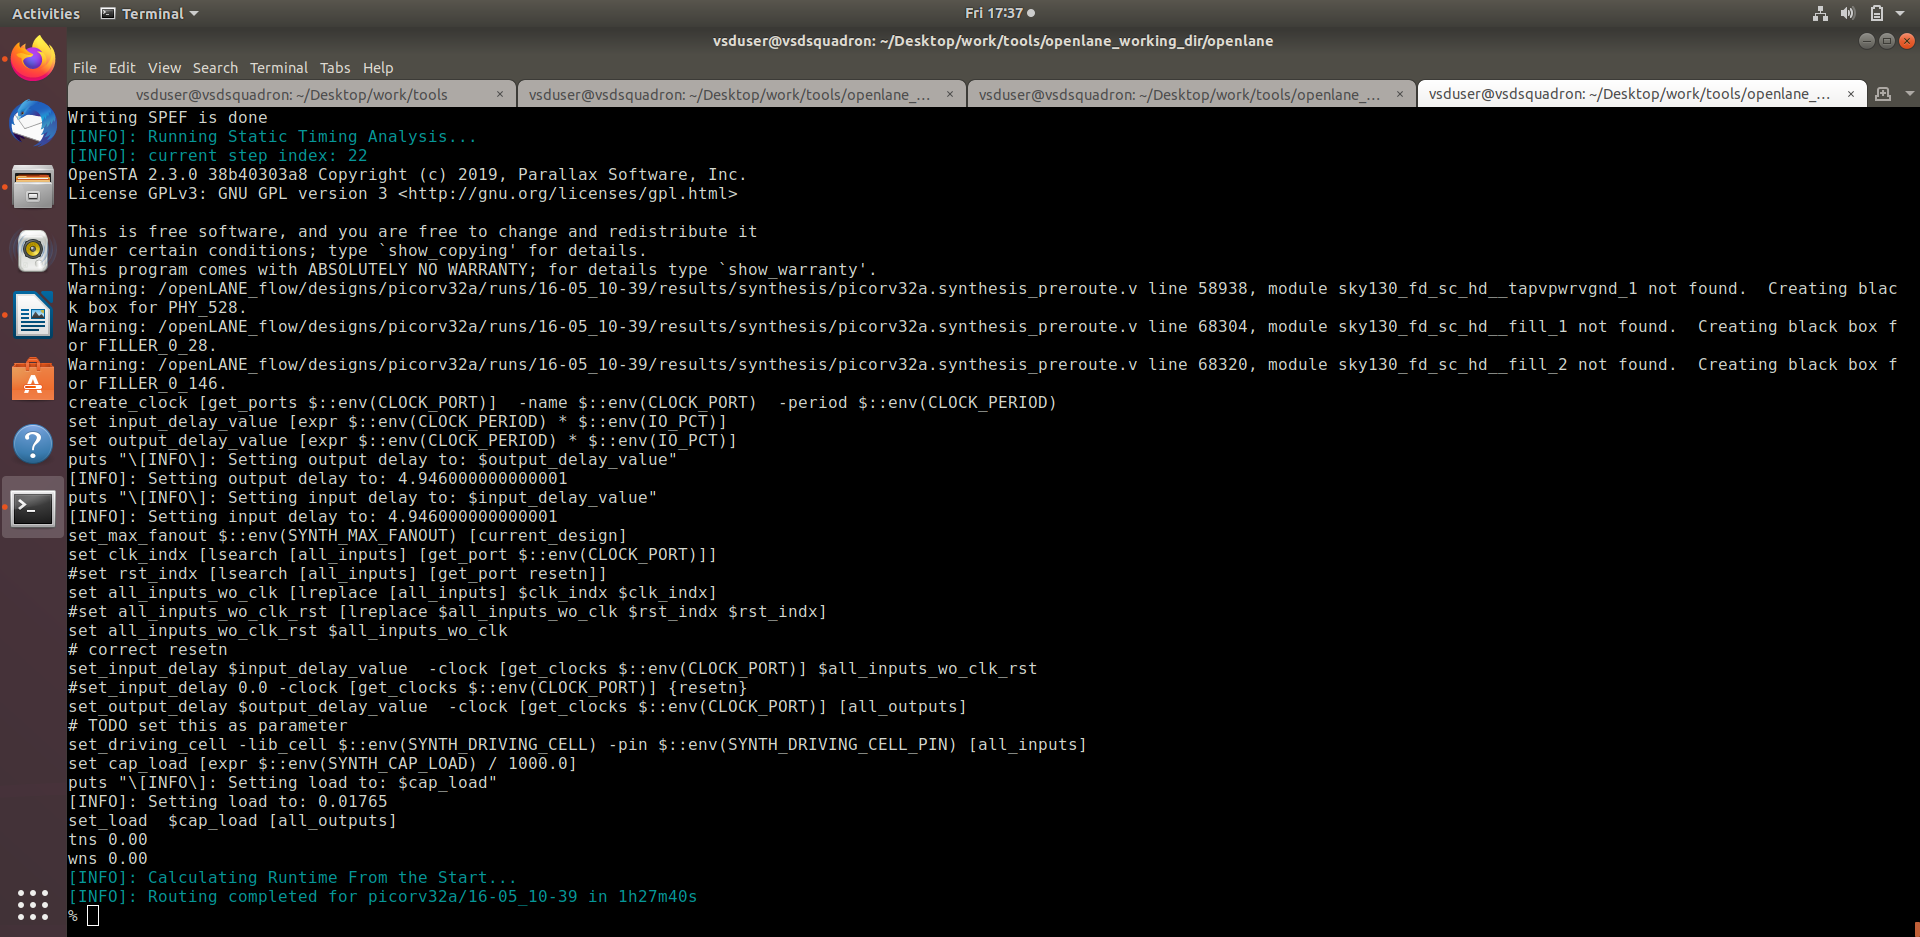 Activities Terminal Fri 17:37
vsduser@vsdsquadron: ~/Desktop/work/tools/openlane_working_dir/openlane
File Edit View Search Terminal Tabs Help
vsduser@vsdsquadron: ~/Desktop/work/tools × vsduser@vsdsquadron: ~/Desktop/work/tools/openlane_... × vsduser@vsdsquadron: ~/Desktop/work/tools/openlane_... × vsduser@vsdsquadron: ~/Desktop/work/tools/openlane_... ×
Writing SPEF is done
[INFO]: Running Static Timing Analysis...
[INFO]: current step index: 22
OpenSTA 2.3.0 38b40303a8 Copyright (c) 2019, Parallax Software, Inc.
License GPLv3: GNU GPL version 3 <http://gnu.org/licenses/gpl.html>
This is free software, and you are free to change and redistribute it
under certain conditions; type `show_copying' for details.
This program comes with ABSOLUTELY NO WARRANTY; for details type `show_warranty'.
Warning: /openLANE_flow/designs/picorv32a/runs/16-05_10-39/results/synthesis/picorv32a.synthesis_preroute.v line 58938, module sky130_fd_sc_hd__tapvpwrvgnd_1 not found.  Creating blac
k box for PHY_528.
Warning: /openLANE_flow/designs/picorv32a/runs/16-05_10-39/results/synthesis/picorv32a.synthesis_preroute.v line 68304, module sky130_fd_sc_hd__fill_1 not found.  Creating black box f
or FILLER_0_28.
Warning: /openLANE_flow/designs/picorv32a/runs/16-05_10-39/results/synthesis/picorv32a.synthesis_preroute.v line 68320, module sky130_fd_sc_hd__fill_2 not found.  Creating black box f
or FILLER_0_146.
create_clock [get_ports $::env(CLOCK_PORT)]  -name $::env(CLOCK_PORT)  -period $::env(CLOCK_PERIOD)
set input_delay_value [expr $::env(CLOCK_PERIOD) * $::env(IO_PCT)]
set output_delay_value [expr $::env(CLOCK_PERIOD) * $::env(IO_PCT)]
puts "\[INFO\]: Setting output delay to: $output_delay_value"
[INFO]: Setting output delay to: 4.946000000000001
puts "\[INFO\]: Setting input delay to: $input_delay_value"
[INFO]: Setting input delay to: 4.946000000000001
set_max_fanout $::env(SYNTH_MAX_FANOUT) [current_design]
set clk_indx [lsearch [all_inputs] [get_port $::env(CLOCK_PORT)]]
#set rst_indx [lsearch [all_inputs] [get_port resetn]]
set all_inputs_wo_clk [lreplace [all_inputs] $clk_indx $clk_indx]
#set all_inputs_wo_clk_rst [lreplace $all_inputs_wo_clk $rst_indx $rst_indx]
set all_inputs_wo_clk_rst $all_inputs_wo_clk
# correct resetn
set_input_delay $input_delay_value  -clock [get_clocks $::env(CLOCK_PORT)] $all_inputs_wo_clk_rst
#set_input_delay 0.0 -clock [get_clocks $::env(CLOCK_PORT)] {resetn}
set_output_delay $output_delay_value  -clock [get_clocks $::env(CLOCK_PORT)] [all_outputs]
# TODO set this as parameter
set_driving_cell -lib_cell $::env(SYNTH_DRIVING_CELL) -pin $::env(SYNTH_DRIVING_CELL_PIN) [all_inputs]
set cap_load [expr $::env(SYNTH_CAP_LOAD) / 1000.0]
puts "\[INFO\]: Setting load to: $cap_load"
[INFO]: Setting load to: 0.01765
set_load  $cap_load [all_outputs]
tns 0.00
wns 0.00
[INFO]: Calculating Runtime From the Start...
[INFO]: Routing completed for picorv32a/16-05_10-39 in 1h27m40s
%